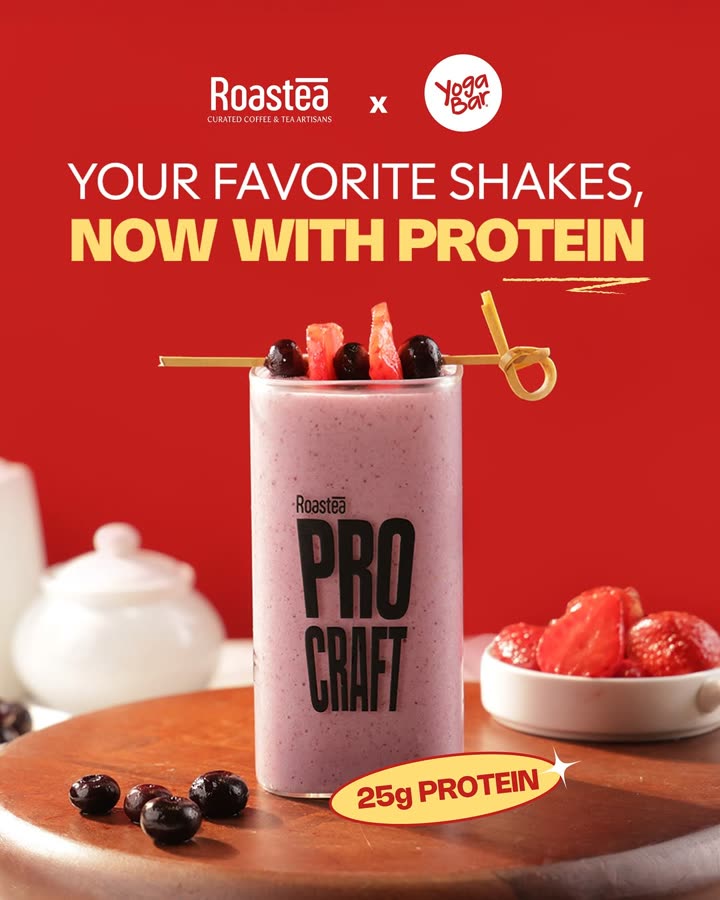 Roastea
CURATED COFFEE & TEA ARTISANS
x
Yoga
Bar
YOUR FAVORITE SHAKES,
NOW WITH PROTEIN
Roastea
PRO
CRAFT
25g PROTEIN